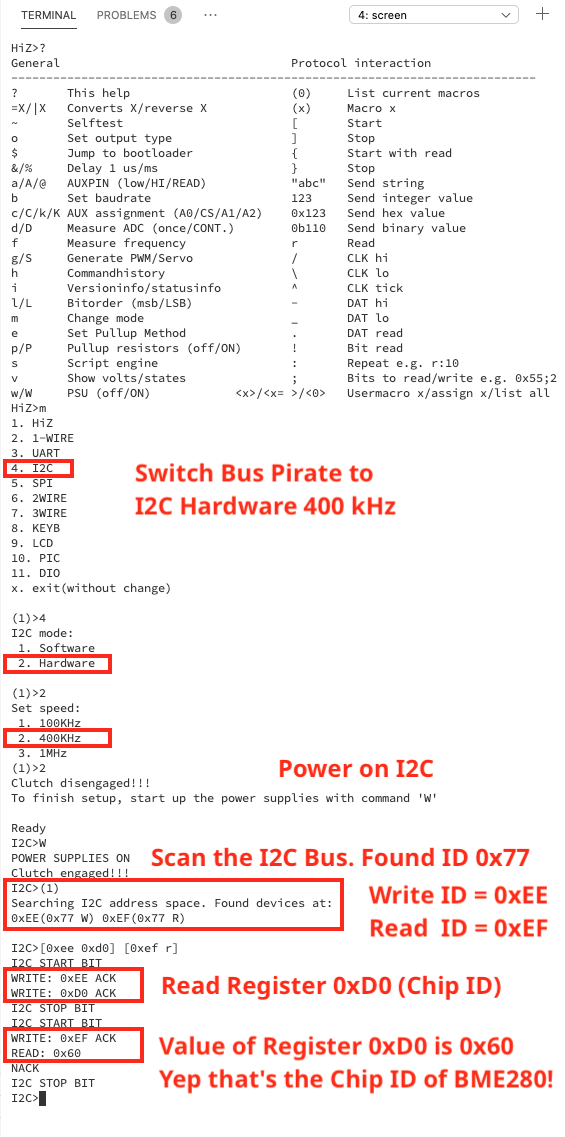 TERMINAL PROBLEMS 6 ... 4: screen
HiZ>?
General Protocol interaction
---------------------------------------------------------------------------
? This help (0) List current macros
=X/|X Converts X/reverse X (x) Macro x
~ Selftest [ Start
o Set output type ] Stop
$ Jump to bootloader { Start with read
&/% Delay 1 us/ms } Stop
a/A/@ AUXPIN (low/HI/READ) "abc" Send string
b Set baudrate 123 Send integer value
c/C/k/K AUX assignment (A0/CS/A1/A2) 0x123 Send hex value
d/D Measure ADC (once/CONT.) 0b110 Send binary value
f Measure frequency r Read
g/S Generate PWM/Servo / CLK hi
h Commandhistory \ CLK lo
i Versioninfo/statusinfo ^ CLK tick
l/L Bitorder (msb/LSB) - DAT hi
m Change mode _ DAT lo
e Set Pullup Method . DAT read
p/P Pullup resistors (off/ON) ! Bit read
s Script engine : Repeat e.g. r:10
v Show volts/states ; Bits to read/write e.g. 0x55;2
w/W PSU (off/ON) <x>/<x= >/<0> Usermacro x/assign x/list all
HiZ>m
1. HiZ
2. 1-WIRE
3. UART
4. I2C
5. SPI
6. 2WIRE
7. 3WIRE
8. KEYB
9. LCD
10. PIC
11. DIO
x. exit(without change)
Switch Bus Pirate to
I2C Hardware 400 kHz
(1)>4
I2C mode:
1. Software
2. Hardware
(1)>2
Set speed:
1. 100KHz
2. 400KHz
3. 1MHz
(1)>2
Power on I2C
Clutch disengaged!!!
To finish setup, start up the power supplies with command 'W'
Ready
I2C>W
POWER SUPPLIES ON
Clutch engaged!!!
Scan the I2C Bus. Found ID 0x77
I2C>(1)
Searching I2C address space. Found devices at:
0xEE(0x77 W) 0xEF(0x77 R)
Write ID = 0xEE
Read ID = 0xEF
I2C>[0xee 0xd0] [0xef r]
I2C START BIT
WRITE: 0xEE ACK
WRITE: 0xD0 ACK
Read Register 0xD0 (Chip ID)
I2C STOP BIT
I2C START BIT
WRITE: 0xEF ACK
READ: 0x60
Value of Register 0xD0 is 0x60
Yep that's the Chip ID of BME280!
NACK
I2C STOP BIT
I2C>